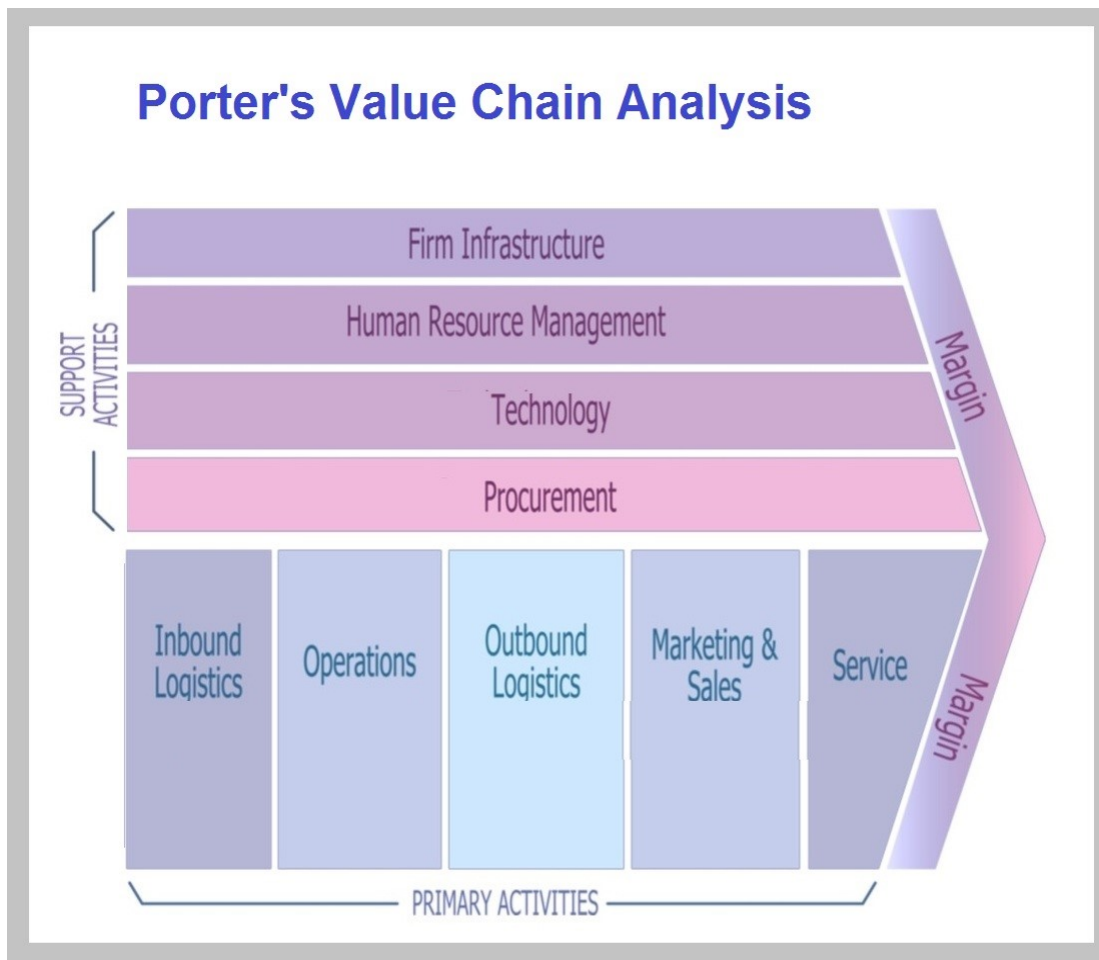 Porter's Value Chain Analysis
Firm Infrastructure
Human Resource Management
Technology
Procurement
SUPPORT
ACTIVITIES
Margin
Inbound
Logistics
Operations
Outbound
Logistics
Marketing &
Sales
Service
Margin
PRIMARY ACTIVITIES